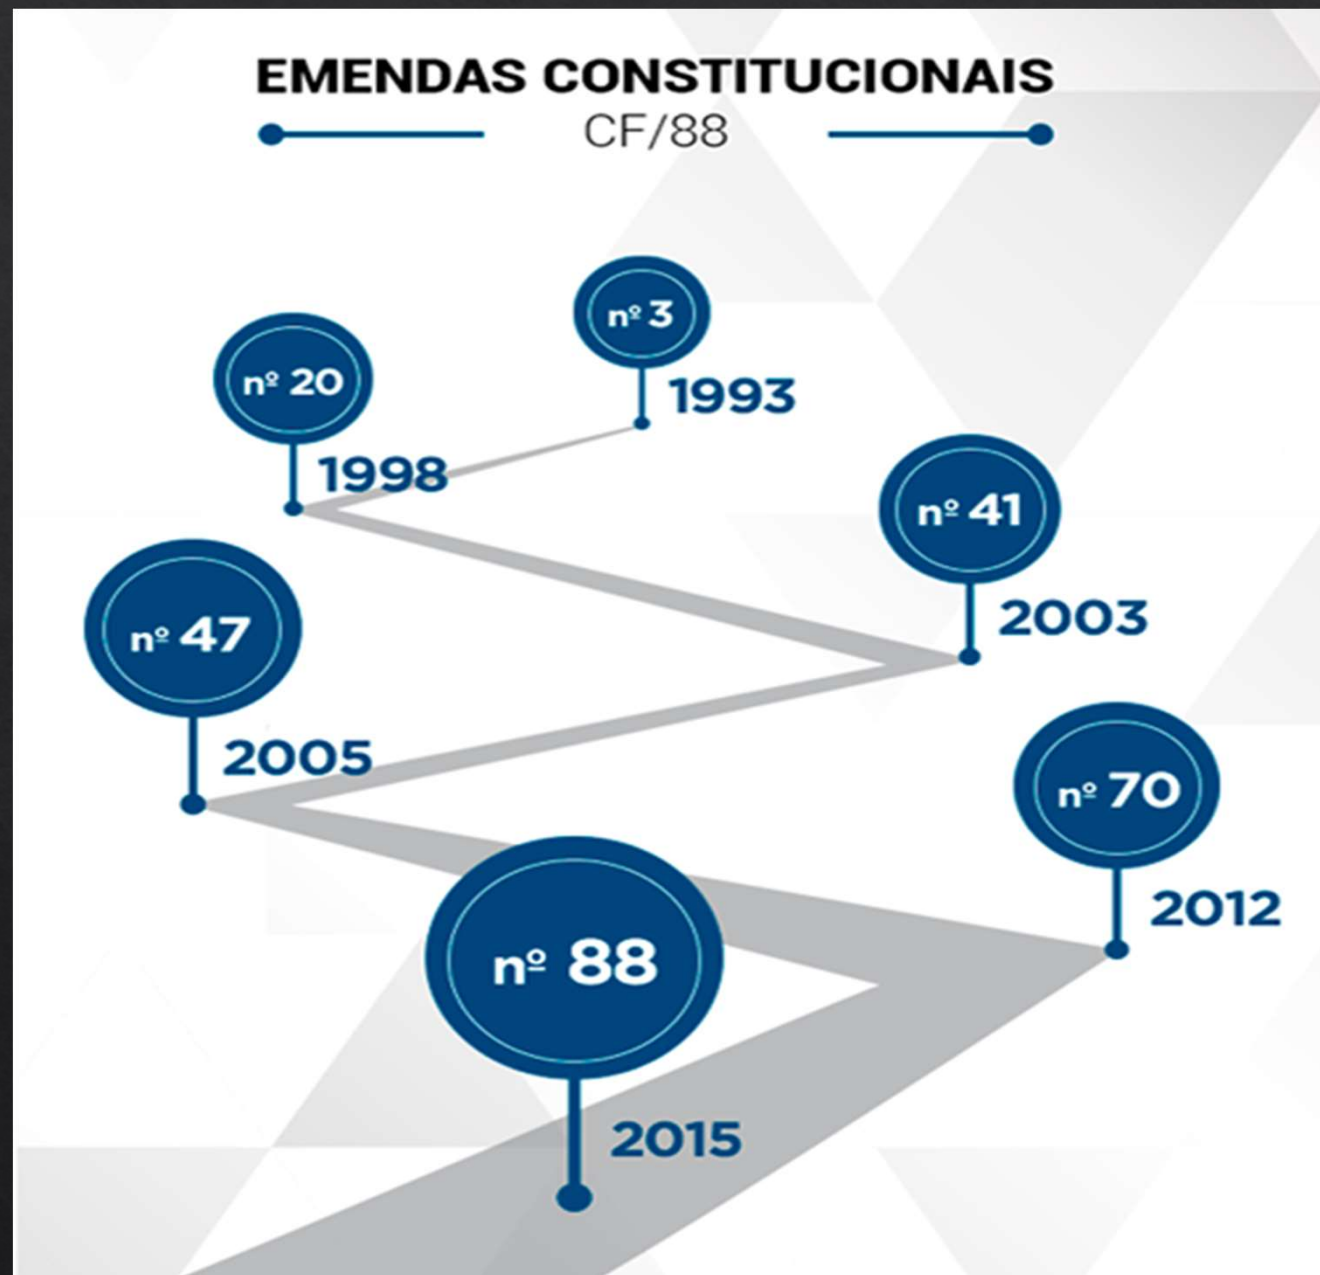 EMENDAS CONSTITUCIONAIS
CF/88
nº 3
1993
nº 20
1998
nº 41
2003
nº 47
2005
nº 70
2012
nº 88
2015